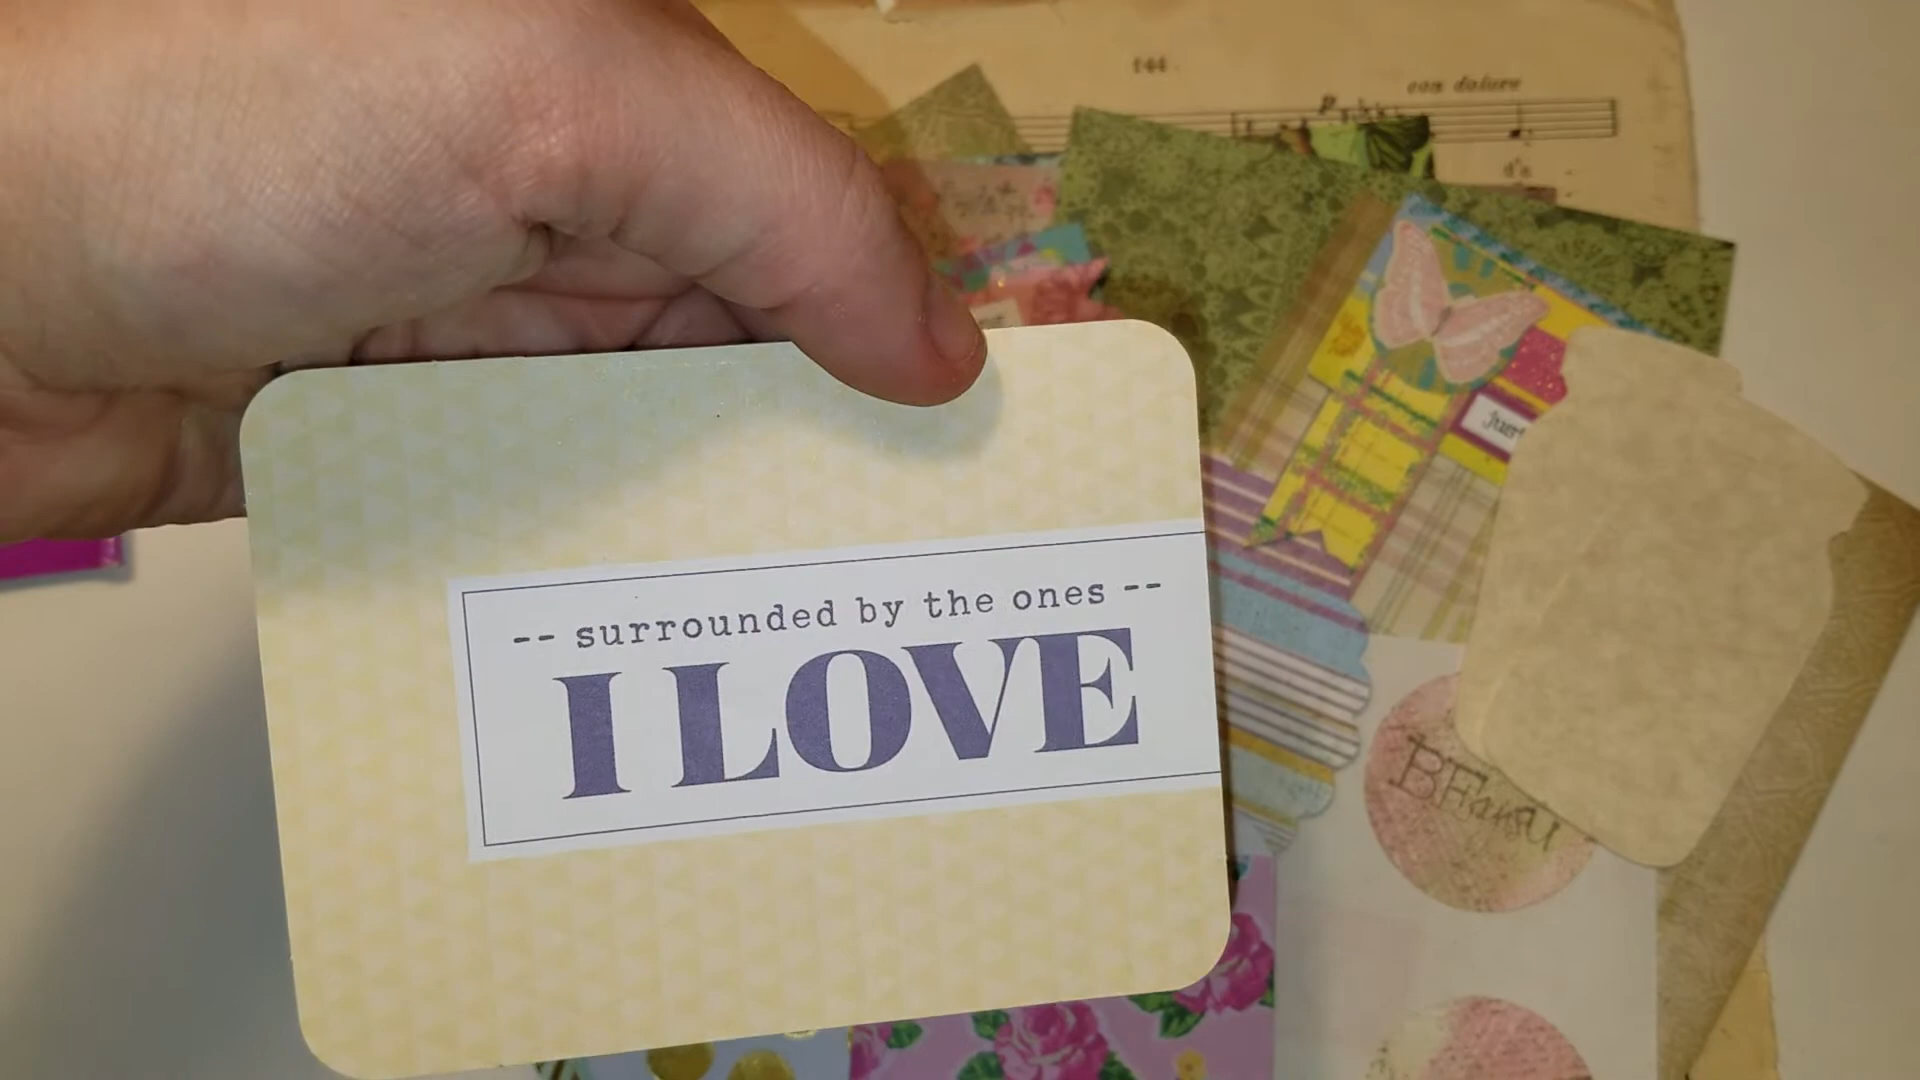 144
con dolore
-- surrounded by the ones --
I LOVE